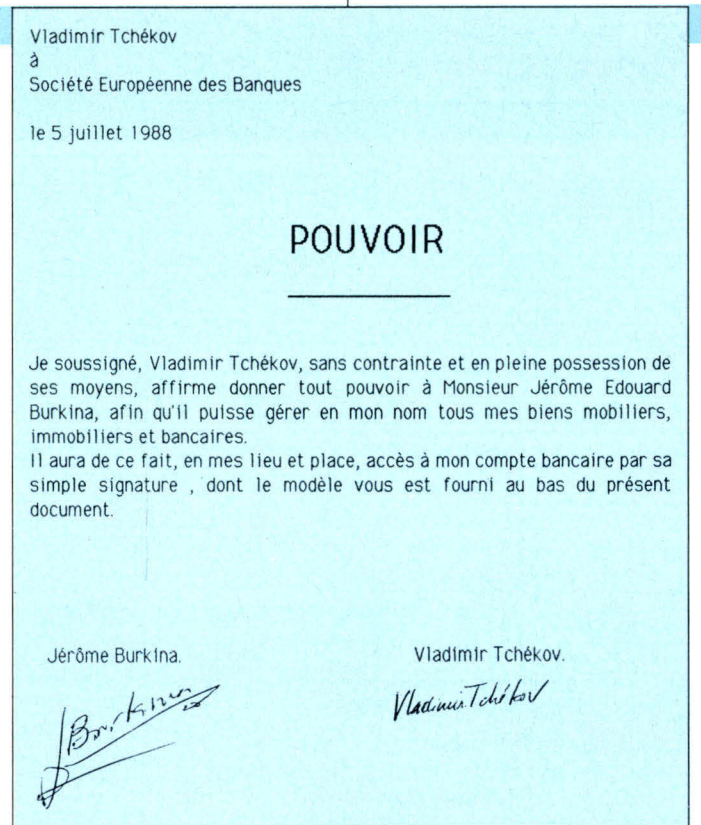 Vladimir Tchékov
à
Société Européenne des Banques
le 5 juillet 1988
POUVOIR
Je soussigné, Vladimir Tchékov, sans contrainte et en pleine possession de
ses moyens, affirme donner tout pouvoir à Monsieur Jérôme Edouard
Burkina, afin qu'il puisse gérer en mon nom tous mes biens mobiliers,
immobiliers et bancaires.
Il aura de ce fait, en mes lieu et place, accès à mon compte bancaire par sa
simple signature , dont le modèle vous est fourni au bas du présent
document.
Jérôme Burkina.
Vladimir Tchékov.
Burkina
Vladimir Tchékov